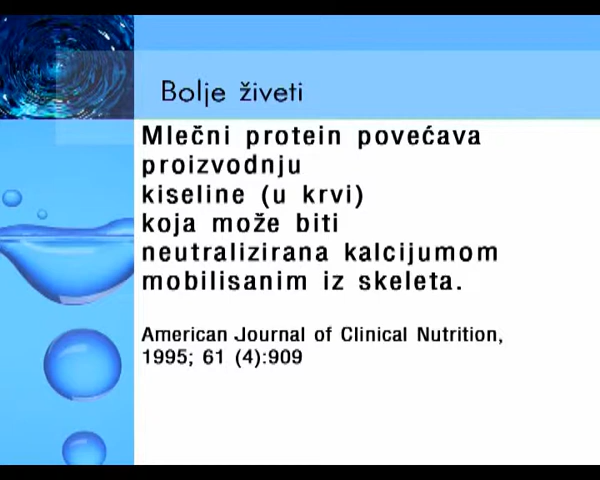 Bolje živeti
Mlečni protein povećava
proizvodnju
kiseline (u krvi)
koja može biti
neutralizirana kalcijumom
mobilisanim iz skeleta.
American Journal of Clinical Nutrition,
1995; 61 (4):909